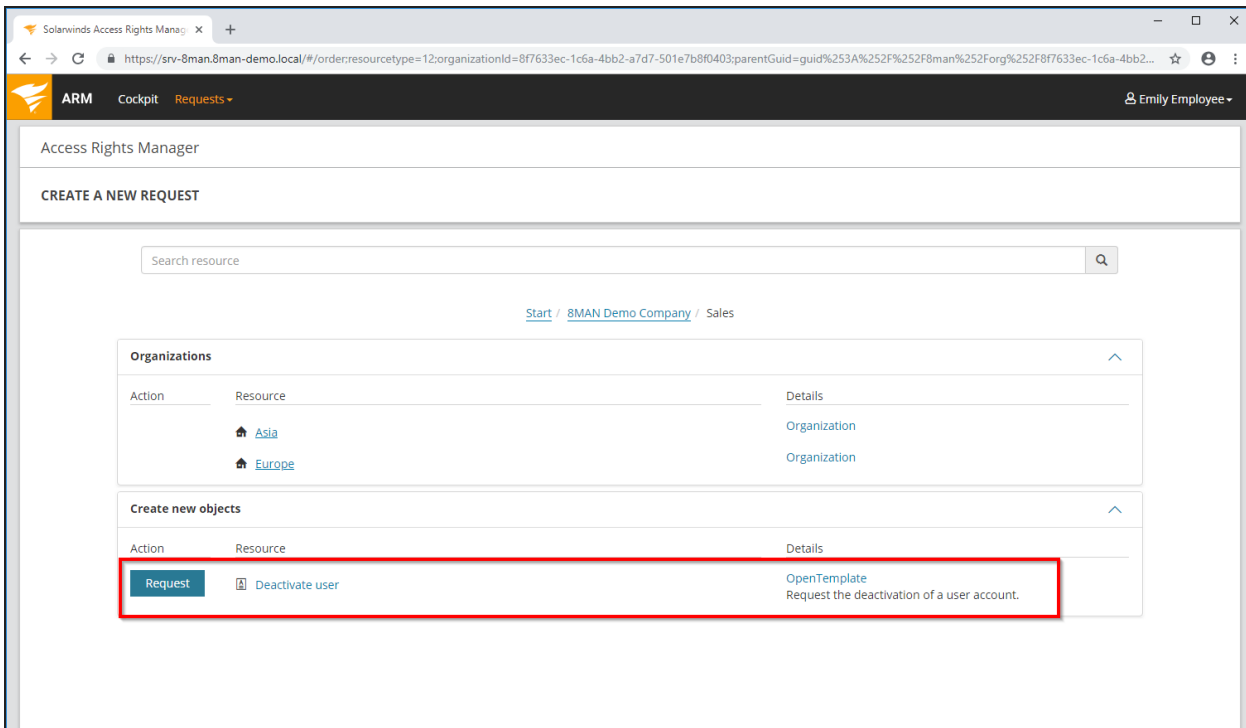 Solarwinds Access Rights Manag
https://srv-8man.8man-demo.local/#/order;resourcetype=12;organizationId=8f7633ec-1c6a-4bb2-a7d7-501e7b8f0403;parentGuid=guid%253A%252F%252F8man%252Forg%252F8f7633ec-1c6a-4bb2...
ARM Cockpit Requests Emily Employee
Access Rights Manager
CREATE A NEW REQUEST
Search resource
Start / 8MAN Demo Company / Sales
Organizations
Action Resource Details
Asia Organization
Europe Organization
Create new objects
Action Resource Details
Request Deactivate user OpenTemplate
Request the deactivation of a user account.